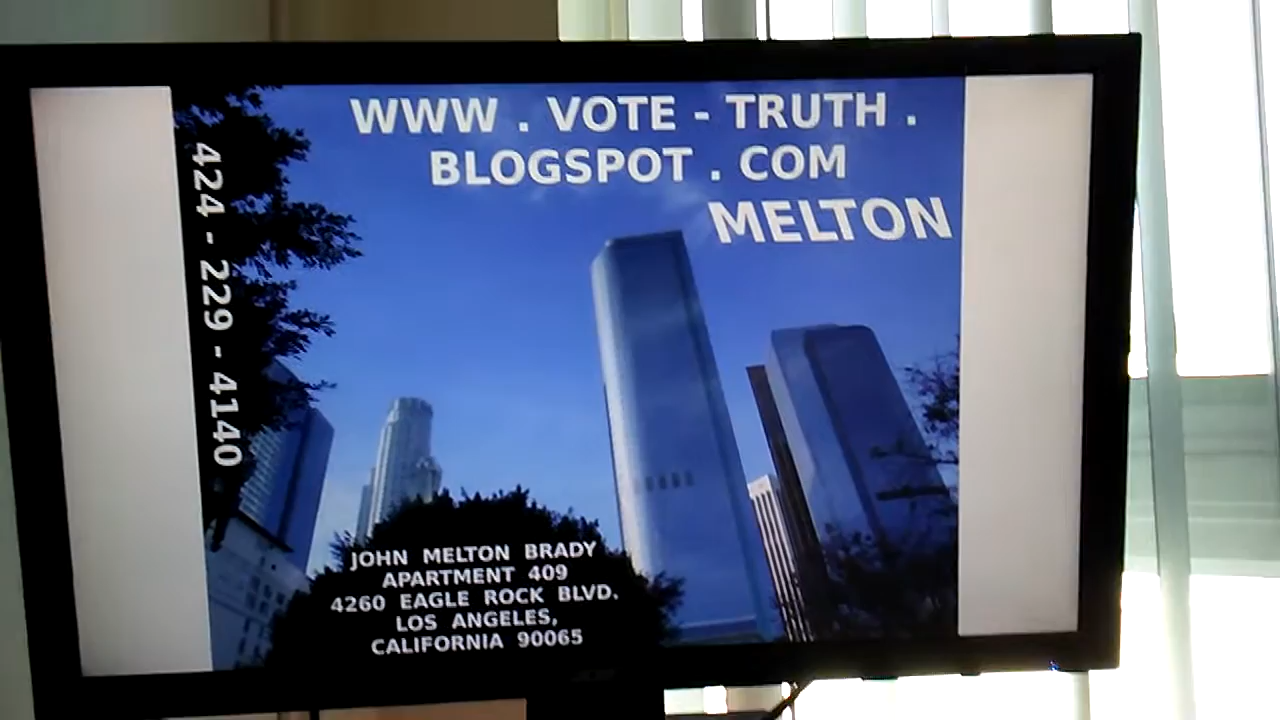 WWW . VOTE - TRUTH .
BLOGSPOT . COM
MELTON
424 - 229 - 4140
JOHN MELTON BRADY
APARTMENT 409
4260 EAGLE ROCK BLVD.
LOS ANGELES,
CALIFORNIA 90065